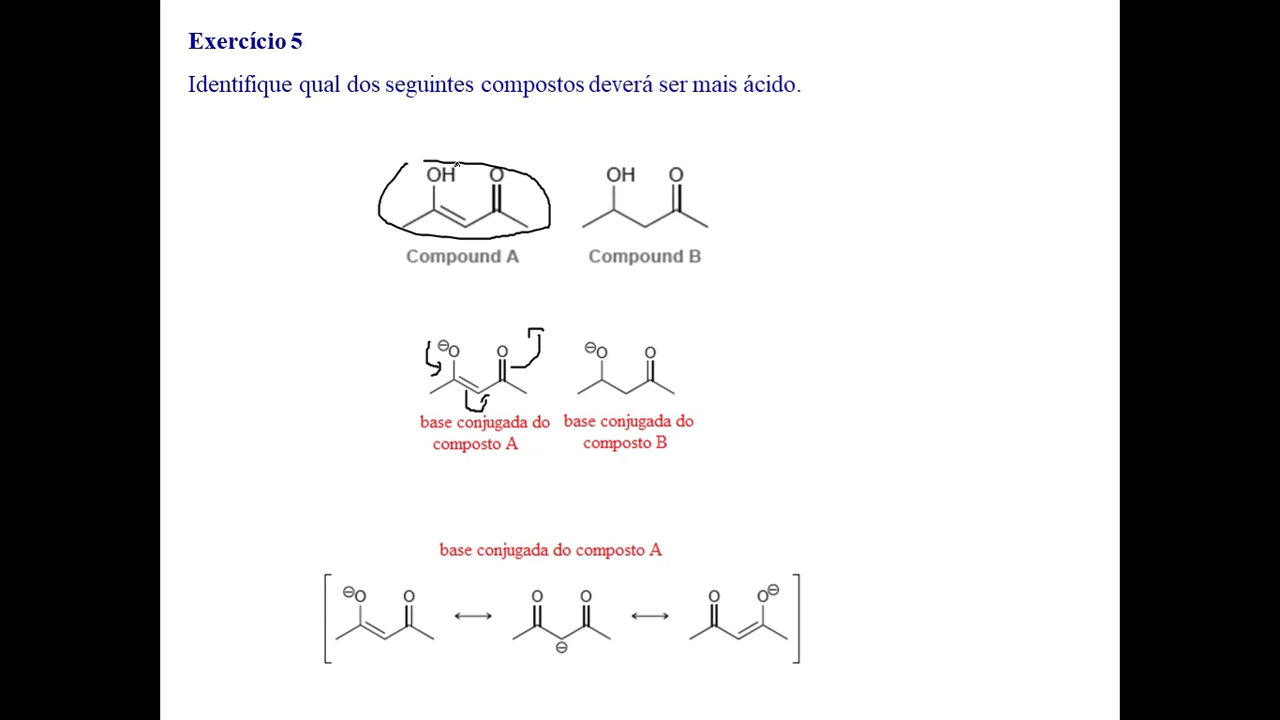 Exercício 5
Identifique qual dos seguintes compostos deverá ser mais ácido.
OH O OH O
Compound A Compound B
⊖O O ⊖O O
base conjugada do base conjugada do
composto A composto B
base conjugada do composto A
⊖O O O O O O⊖
⊖